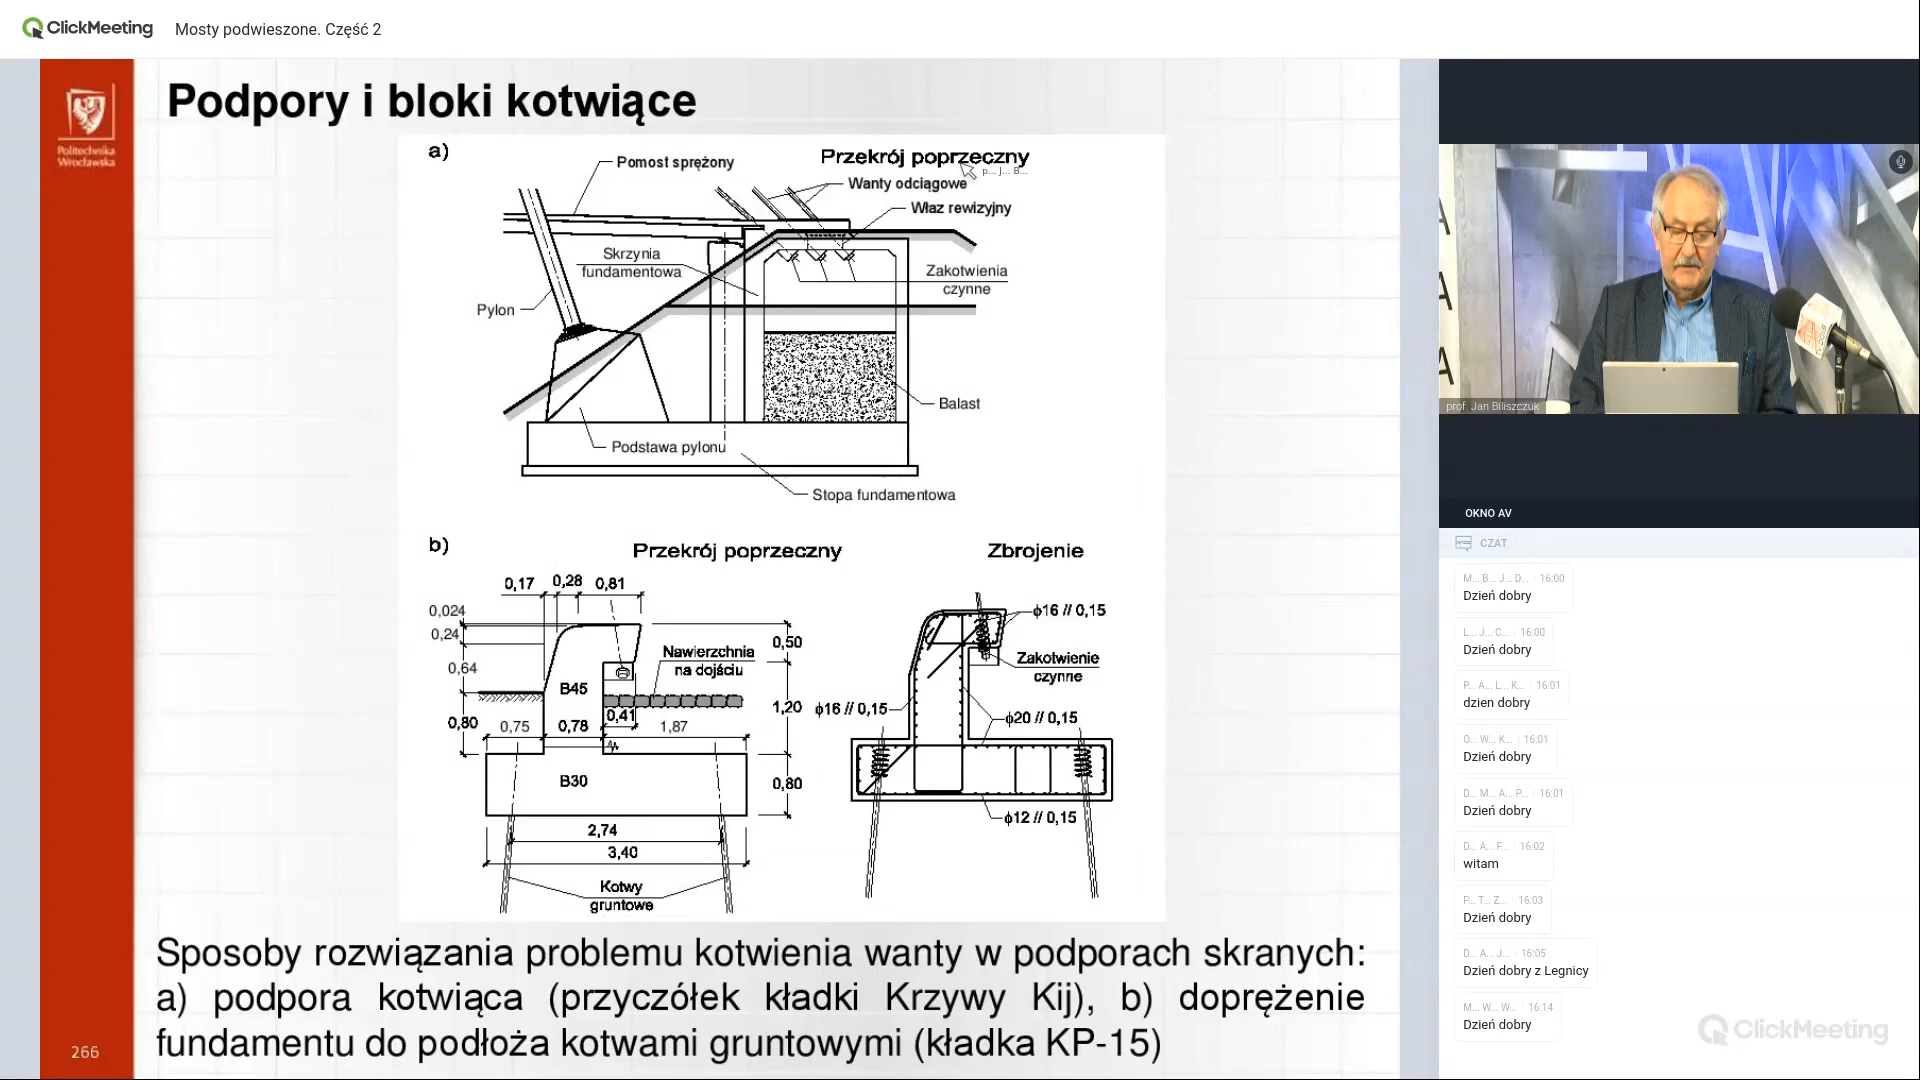 ClickMeeting
Mosty podwieszone. Część 2
Politechnika
Wrocławska
Podpory i bloki kotwiące
a)
Pomost sprężony
Przekrój poprzeczny
p... J... B...
Wanty odciągowe
Właz rewizyjny
Skrzynia
fundamentowa
Zakotwienia
czynne
Pylon
Balast
Podstawa pylonu
Stopa fundamentowa
b)
Przekrój poprzeczny
Zbrojenie
0,17
0,28
0,81
0,024
0,24
0,64
0,80
0,50
1,20
0,80
Nawierzchnia
na dojściu
B45
0,41
0,75
0,78
1,87
B30
2,74
3,40
Kotwy
gruntowe
ϕ16 // 0,15
Zakotwienie
czynne
ϕ16 // 0,15
ϕ20 // 0,15
ϕ12 // 0,15
Sposoby rozwiązania problemu kotwienia wanty w podporach skranych:
a) podpora kotwiąca (przyczółek kładki Krzywy Kij), b) doprężenie
fundamentu do podłoża kotwami gruntowymi (kładka KP-15)
266
prof. Jan Biliszczuk
OKNO AV
CZAT
M... B... J... D... 16:00
Dzień dobry
L... J... C... 16:00
Dzień dobry
P... A... L... K... 16:01
dzien dobry
O... W... K... 16:01
Dzień dobry
D... M... A... P... 16:01
Dzień dobry
D... A... F... 16:02
witam
P... T... Z... 16:03
Dzień dobry
D... A... J... 16:05
Dzień dobry z Legnicy
M... W... W... 16:14
Dzień dobry
ClickMeeting